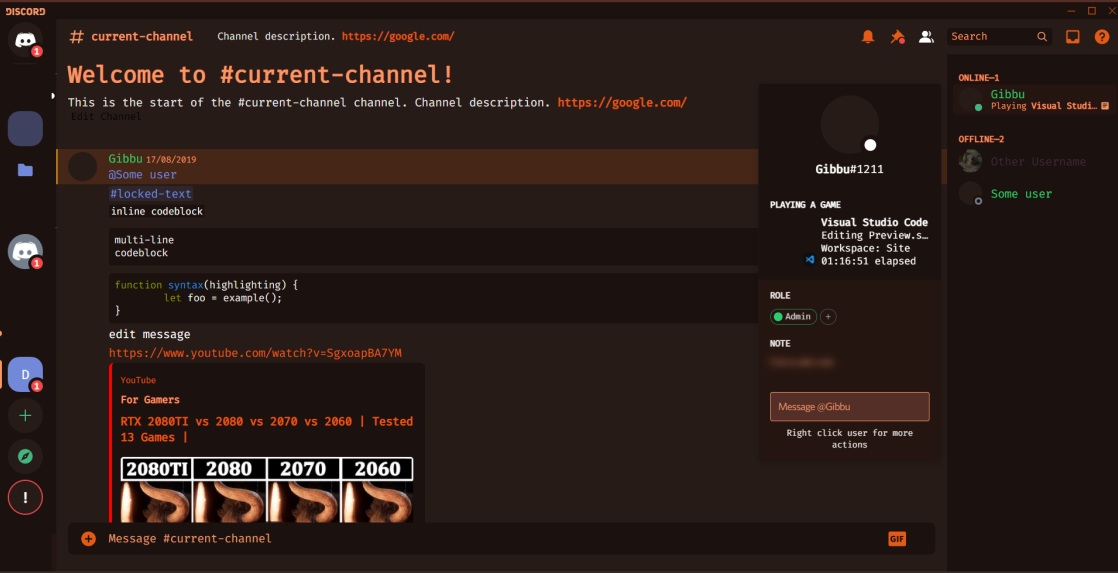 DISCORD
# current-channel Channel description. https://google.com/
Search
?
Welcome to #current-channel!
This is the start of the #current-channel channel. Channel description. https://google.com/
Edit Channel
1
1
D
1
+
!
Gibbu 17/08/2019
@Some user
#locked-text
inline codeblock
multi-line
codeblock
function syntax(highlighting) {
let foo = example();
}
edit message
https://www.youtube.com/watch?v=SgxoapBA7YM
YouTube
For Gamers
RTX 2080TI vs 2080 vs 2070 vs 2060 | Tested
13 Games |
2080TI 2080 2070 2060
Message #current-channel
GIF
Gibbu#1211
PLAYING A GAME
Visual Studio Code
Editing Preview.s…
Workspace: Site
01:16:51 elapsed
ROLE
Admin +
NOTE
Message @Gibbu
Right click user for more
actions
ONLINE—1
Gibbu
Playing Visual Studi…
OFFLINE—2
Other Username
Some user